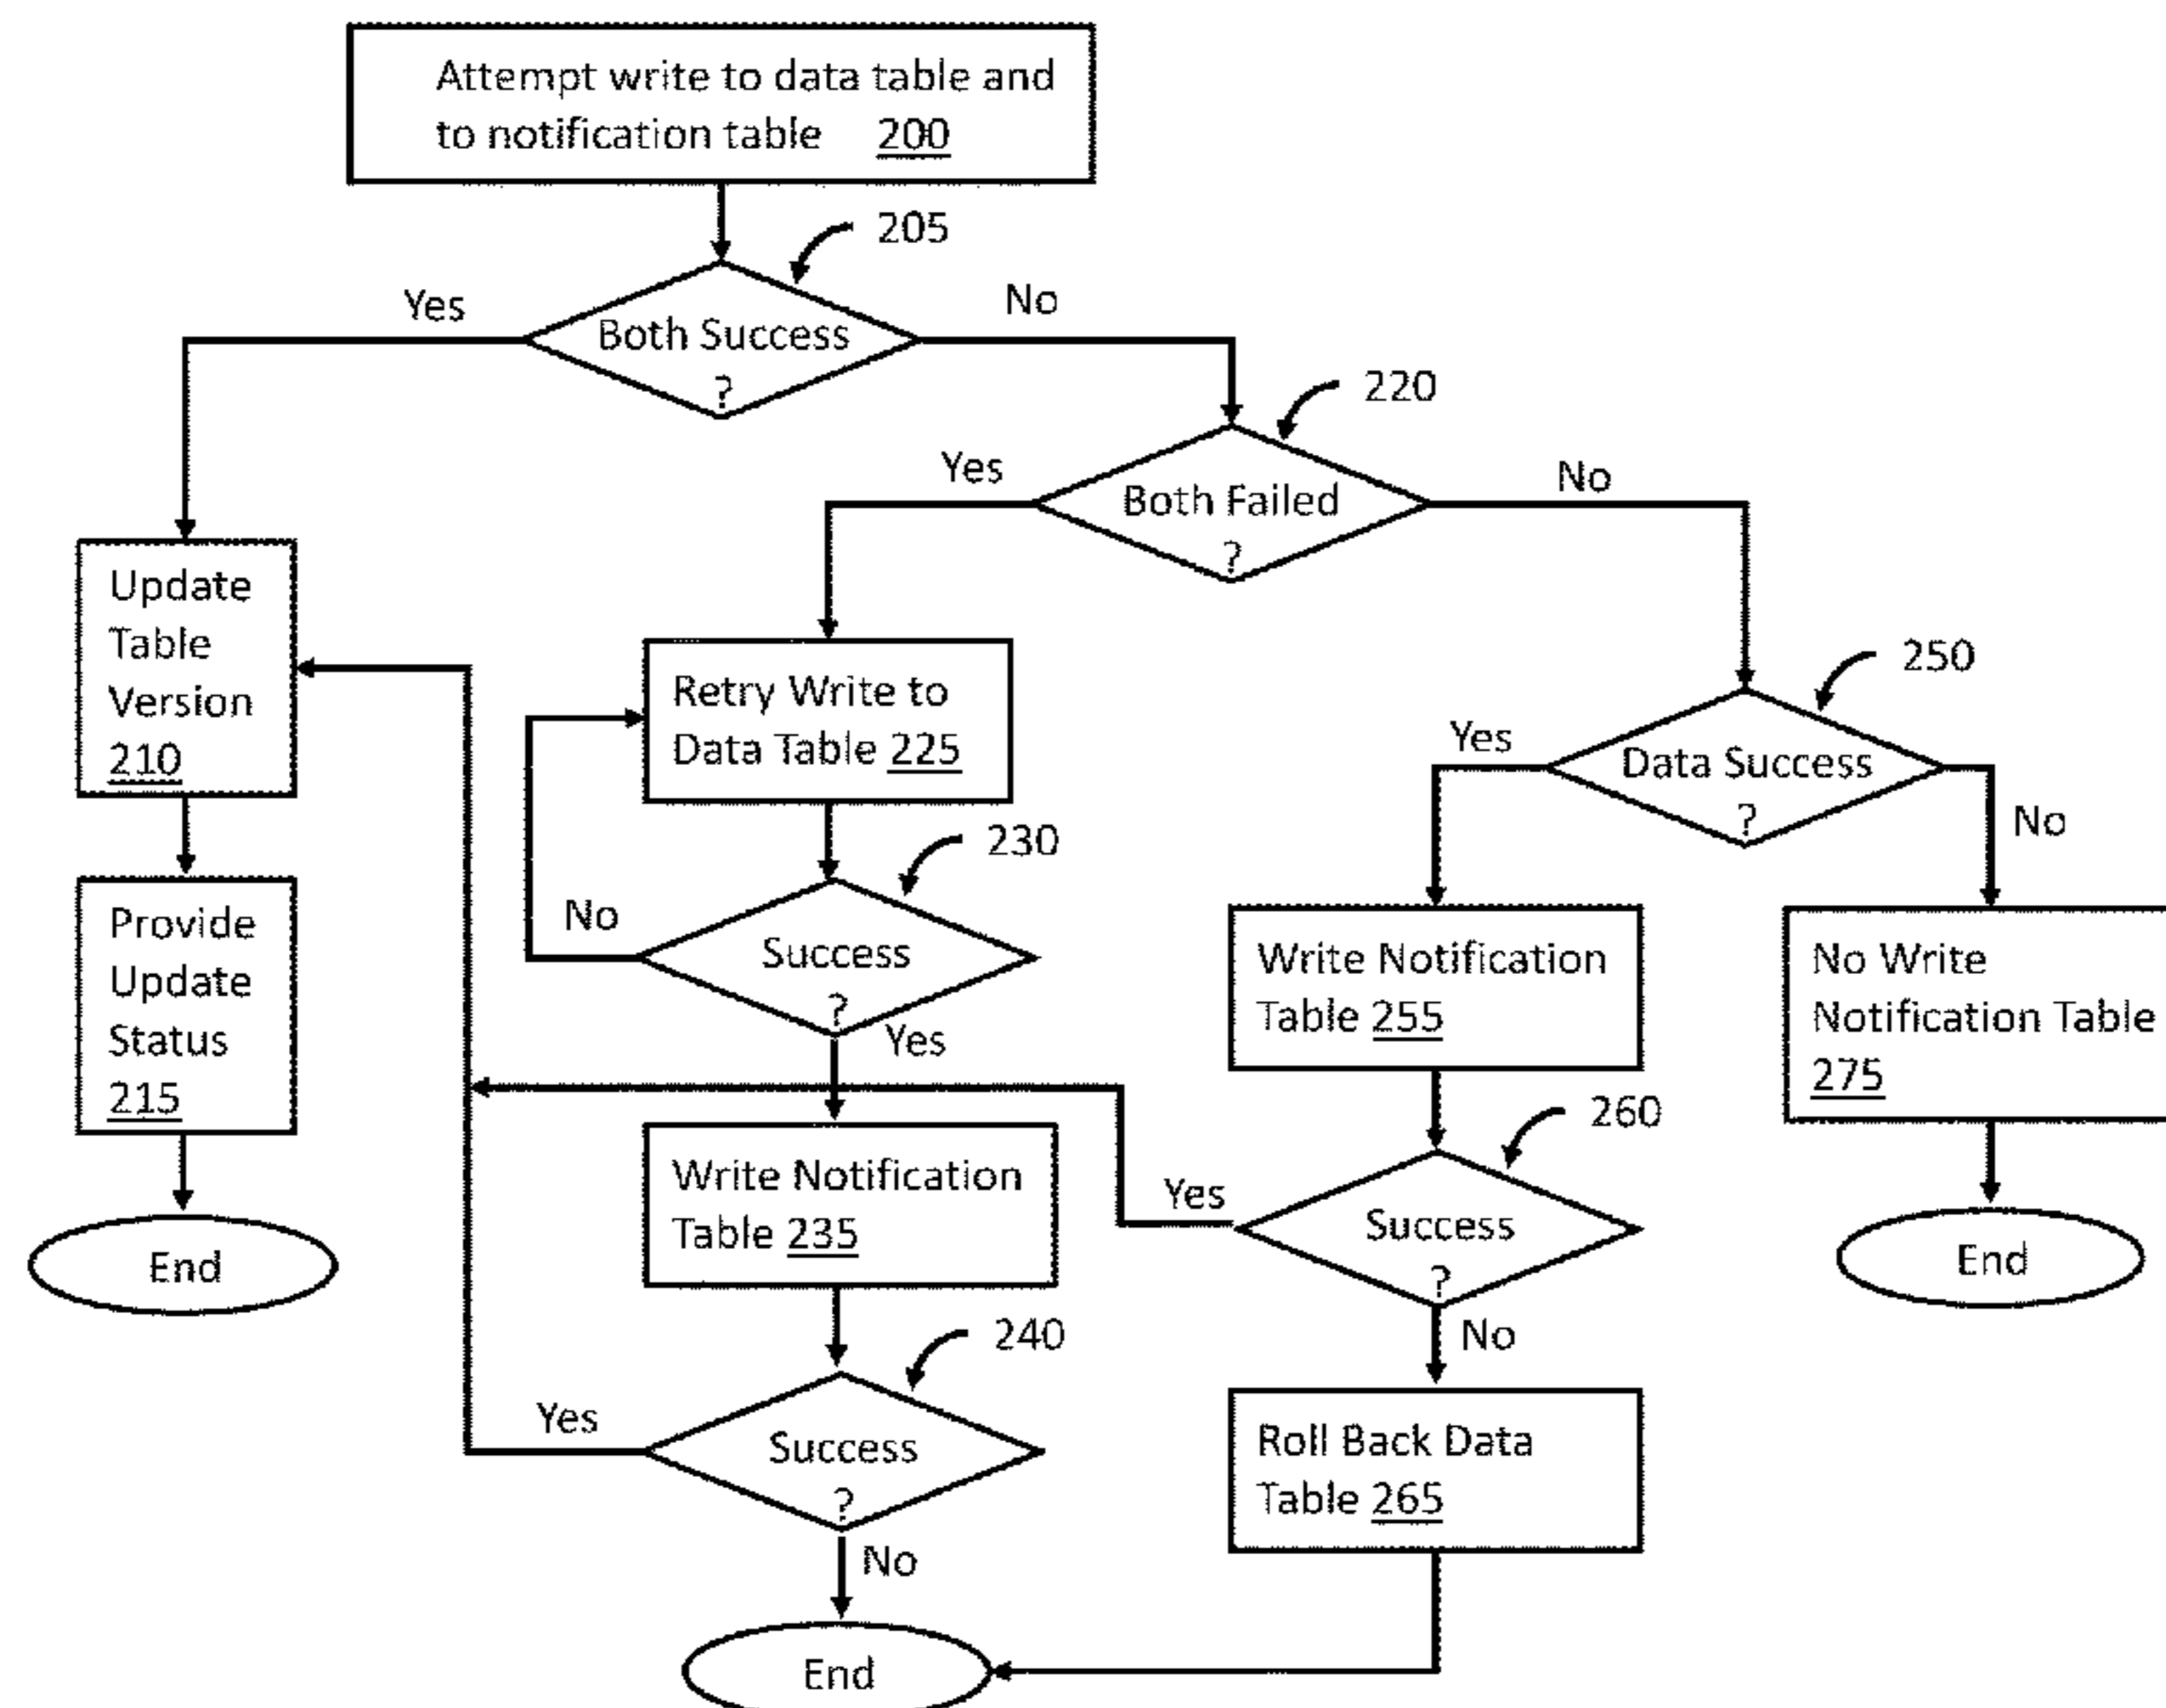 Attempt write to data table and
to notification table 200
205
Yes
No
Both Success
?
220
Yes
No
Both Failed
?
Update
Table
Version
210
250
Retry Write to
Data Table 225
Yes
Data Success
?
No
230
Provide
Update
Status
215
No
Success
?
Yes
Write Notification
Table 255
No Write
Notification Table
275
260
Write Notification
Table 235
Yes
Success
?
No
End
End
240
Yes
Success
?
No
Roll Back Data
Table 265
End